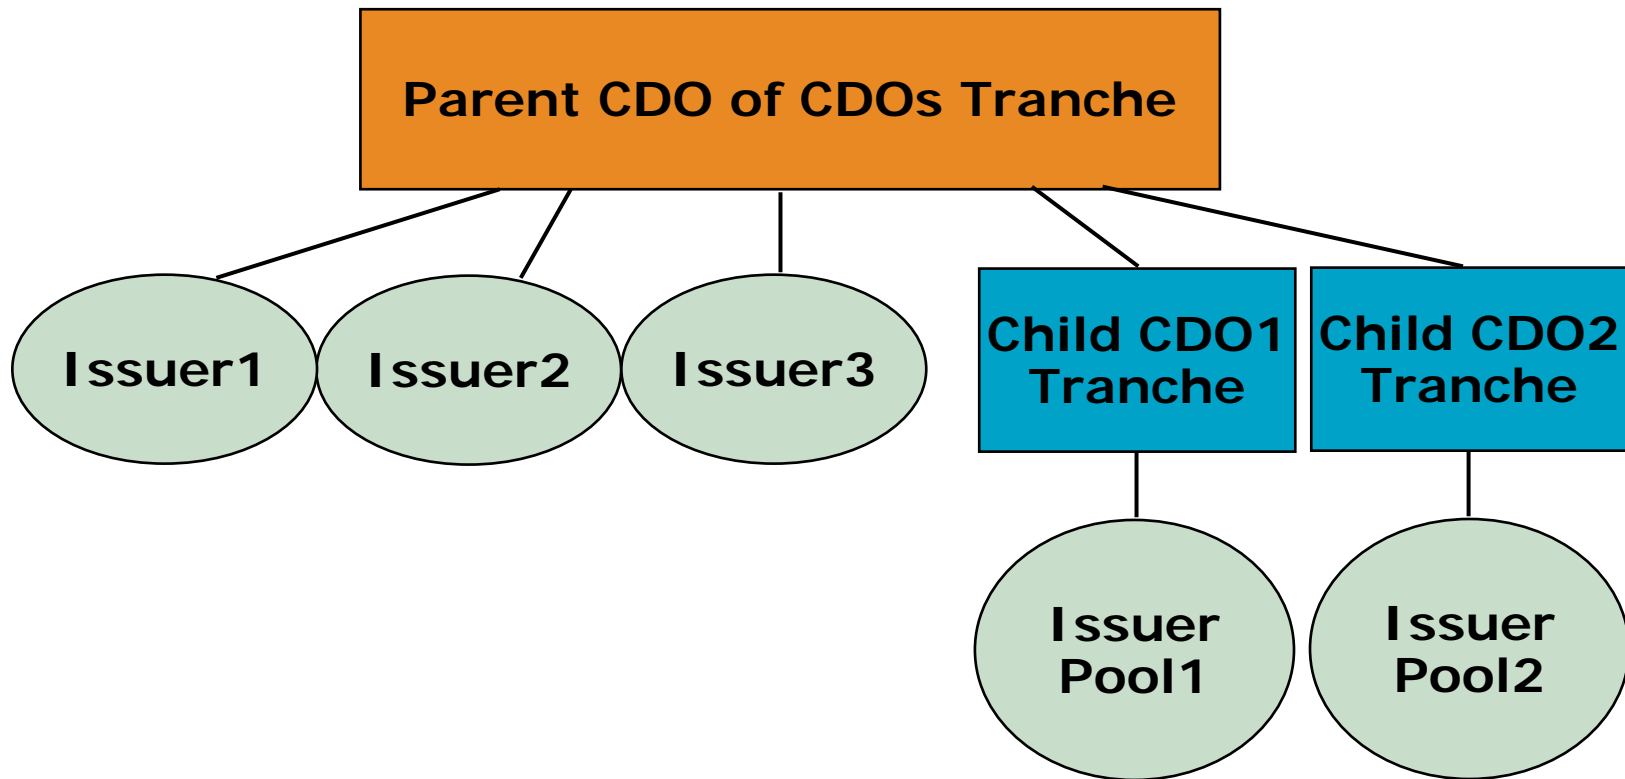 Parent CDO of CDOs Tranche
Issuer1
Issuer2
Issuer3
Child CDO1
Tranche
Child CDO2
Tranche
Issuer
Pool1
Issuer
Pool2